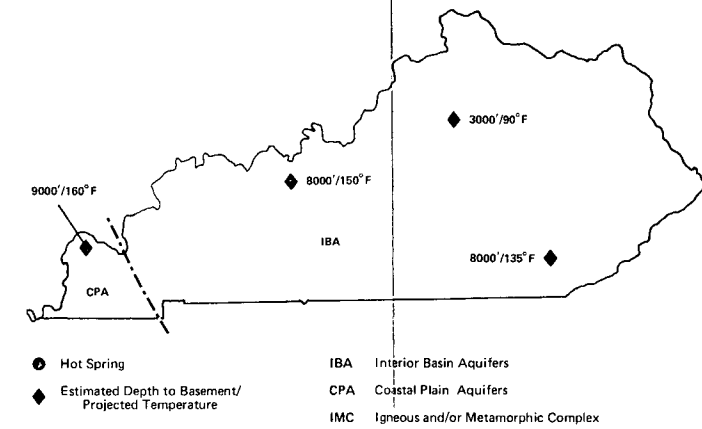 3000'/90°F
8000'/150°F
9000'/160°F
IBA
8000'/135°F
CPA
Hot Spring
Estimated Depth to Basement/
Projected Temperature
IBA Interior Basin Aquifers
CPA Coastal Plain Aquifers
IMC Igneous and/or Metamorphic Complex